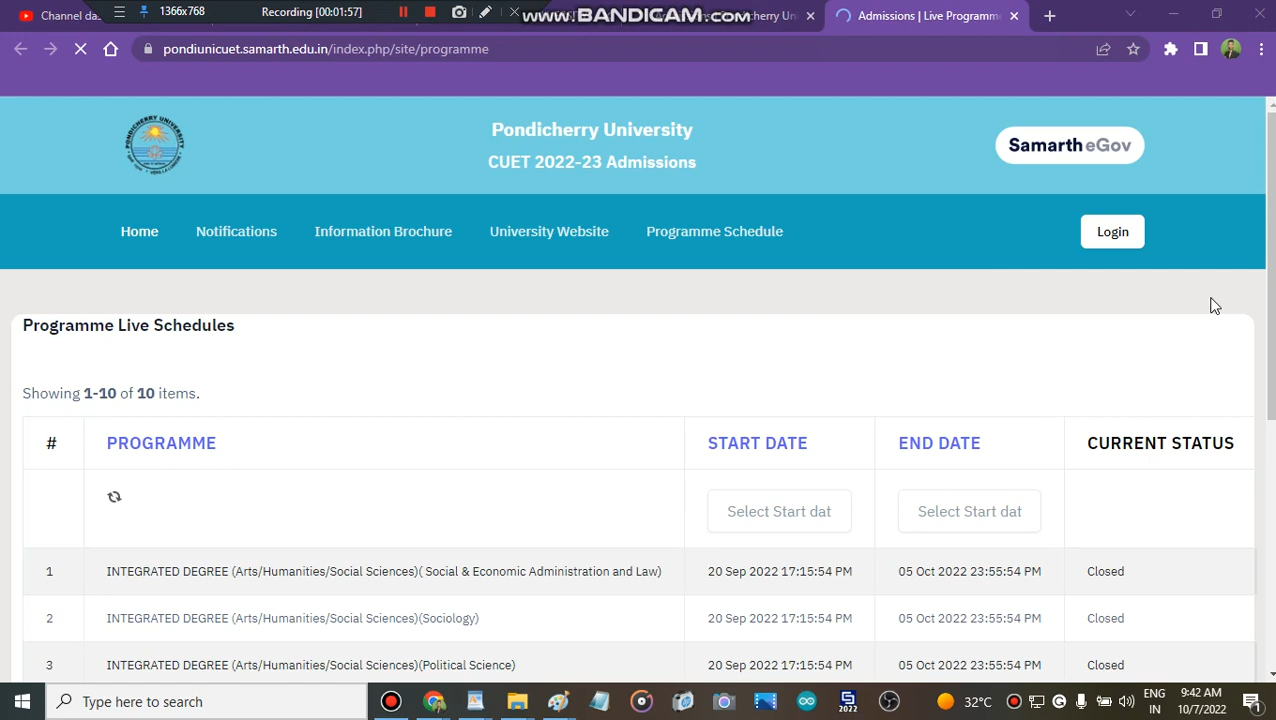 1366x768
Recording [00:01:57]
www.BANDICAM.com
Channel da
dicherry Un
Admissions | Live Programm
pondiunicuet.samarth.edu.in/index.php/site/programme
Pondicherry University
CUET 2022-23 Admissions
Samarth eGov
Home
Notifications
Information Brochure
University Website
Programme Schedule
Login
Programme Live Schedules
Showing 1-10 of 10 items.
# PROGRAMME START DATE END DATE CURRENT STATUS
Select Start dat Select Start dat
1 INTEGRATED DEGREE (Arts/Humanities/Social Sciences)( Social & Economic Administration and Law) 20 Sep 2022 17:15:54 PM 05 Oct 2022 23:55:54 PM Closed
2 INTEGRATED DEGREE (Arts/Humanities/Social Sciences)(Sociology) 20 Sep 2022 17:15:54 PM 05 Oct 2022 23:55:54 PM Closed
3 INTEGRATED DEGREE (Arts/Humanities/Social Sciences)(Political Science) 20 Sep 2022 17:15:54 PM 05 Oct 2022 23:55:54 PM Closed
Type here to search
2022
32°C
ENG
IN
9:42 AM
10/7/2022
1